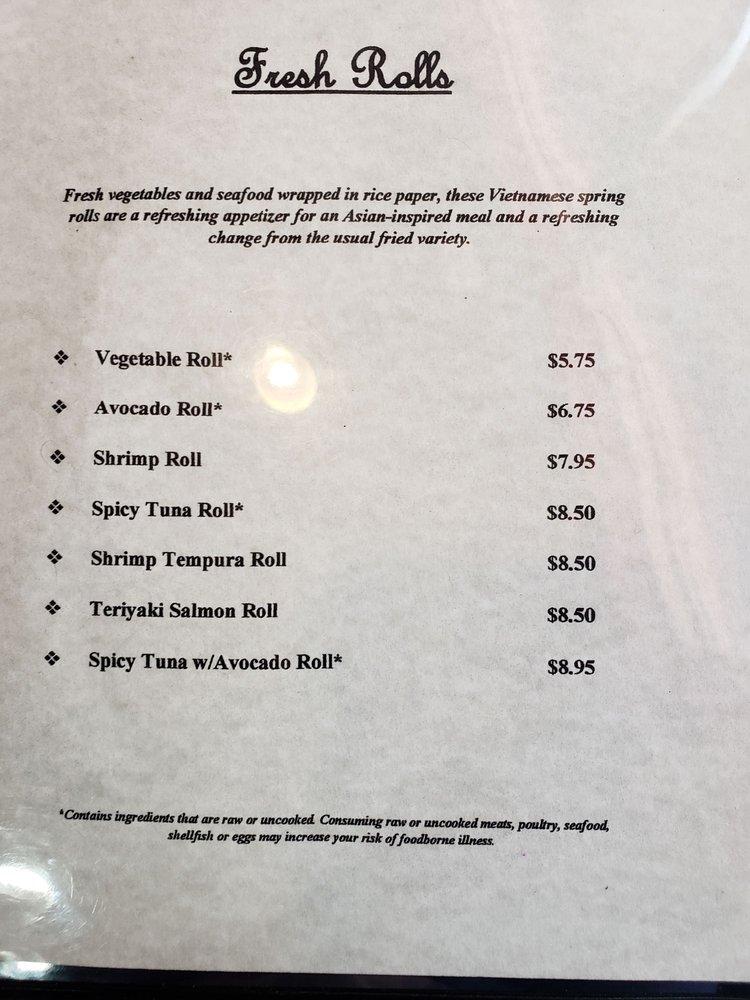 Fresh Rolls
Fresh vegetables and seafood wrapped in rice paper, these Vietnamese spring
rolls are a refreshing appetizer for an Asian-inspired meal and a refreshing
change from the usual fried variety.
❖ Vegetable Roll* $5.75
❖ Avocado Roll* $6.75
❖ Shrimp Roll $7.95
❖ Spicy Tuna Roll* $8.50
❖ Shrimp Tempura Roll $8.50
❖ Teriyaki Salmon Roll $8.50
❖ Spicy Tuna w/Avocado Roll* $8.95
*Contains ingredients that are raw or uncooked. Consuming raw or uncooked meats, poultry, seafood,
shellfish or eggs may increase your risk of foodborne illness.